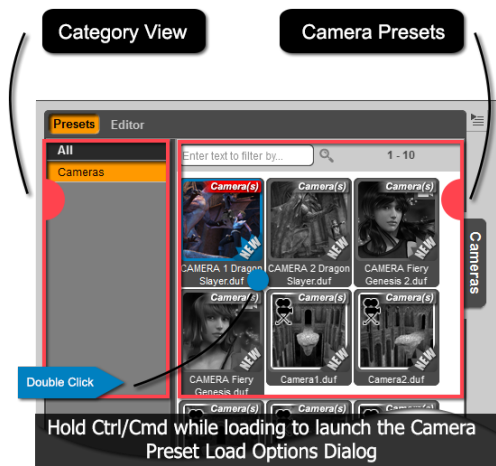 Category View
Camera Presets
Presets Editor
All
Cameras
Enter text to filter by...
1 - 10
Cameras
Camera(s) Camera(s) Camera(s)
NEW NEW NEW
CAMERA 1 Dragon Slayer.duf
CAMERA 2 Dragon Slayer.duf
CAMERA Fiery Genesis 2.duf
Camera(s) Camera(s) Camera(s)
NEW NEW NEW
CAMERA Fiery Genesis.duf
Camera1.duf
Camera2.duf
Double Click
Camera(s) Camera(s) Camera(s)
Hold Ctrl/Cmd while loading to launch the Camera
Preset Load Options Dialog